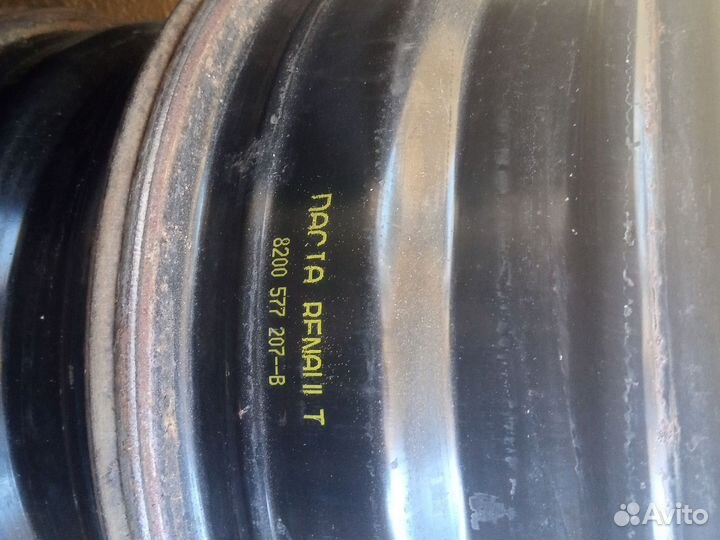 DACIA RENAULT
8200 577 207--B
Avito